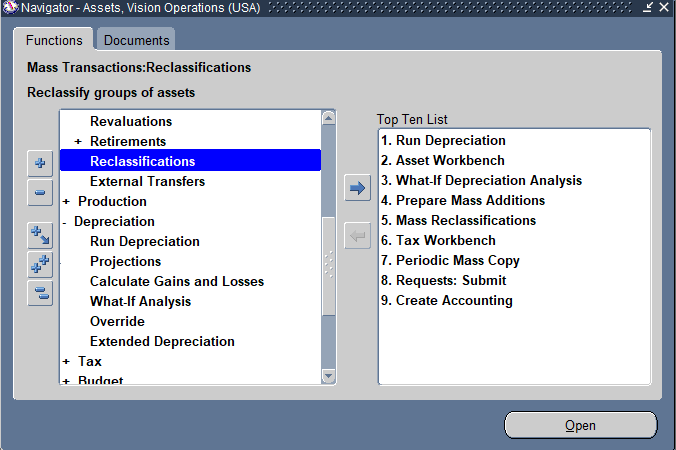 Navigator - Assets, Vision Operations (USA)
Functions
Documents
Mass Transactions:Reclassifications
Reclassify groups of assets
Revaluations
+ Retirements
Reclassifications
External Transfers
+ Production
- Depreciation
Run Depreciation
Projections
Calculate Gains and Losses
What-If Analysis
Override
Extended Depreciation
+ Tax
+ Budget
Top Ten List
1. Run Depreciation
2. Asset Workbench
3. What-If Depreciation Analysis
4. Prepare Mass Additions
5. Mass Reclassifications
6. Tax Workbench
7. Periodic Mass Copy
8. Requests: Submit
9. Create Accounting
Open